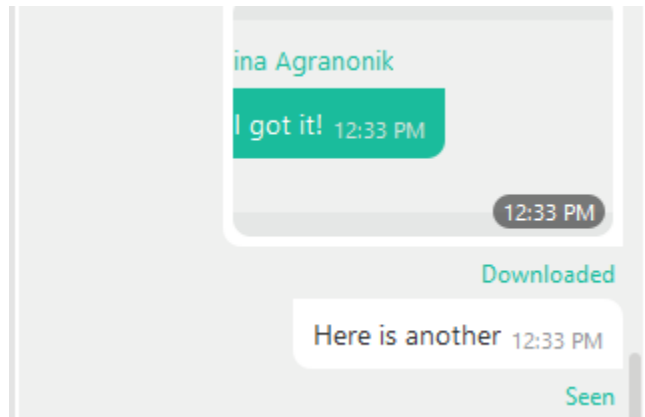 ina Agranonik
I got it! 12:33 PM
12:33 PM
Downloaded
Here is another 12:33 PM
Seen